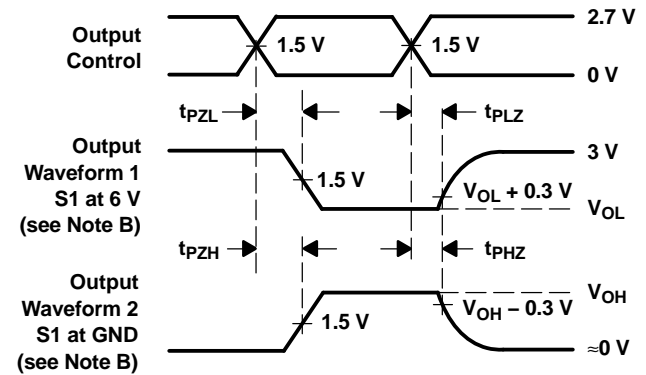 2.7 V
Output
Control
1.5 V
1.5 V
0 V
tPZL
tPLZ
Output
Waveform 1
S1 at 6 V
(see Note B)
3 V
1.5 V
VOL + 0.3 V
VOL
tPZH
tPHZ
Output
Waveform 2
S1 at GND
(see Note B)
VOH
VOH – 0.3 V
1.5 V
≈0 V